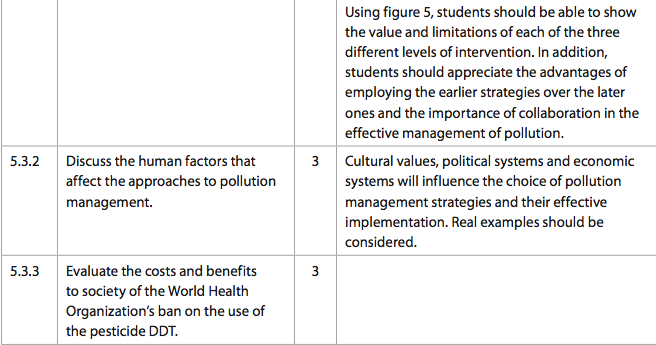 Using figure 5, students should be able to show
the value and limitations of each of the three
different levels of intervention. In addition,
students should appreciate the advantages of
employing the earlier strategies over the later
ones and the importance of collaboration in the
effective management of pollution.
5.3.2 Discuss the human factors that 3 Cultural values, political systems and economic
affect the approaches to pollution systems will influence the choice of pollution
management. management strategies and their effective
implementation. Real examples should be
considered.
5.3.3 Evaluate the costs and benefits 3
to society of the World Health
Organization's ban on the use of
the pesticide DDT.